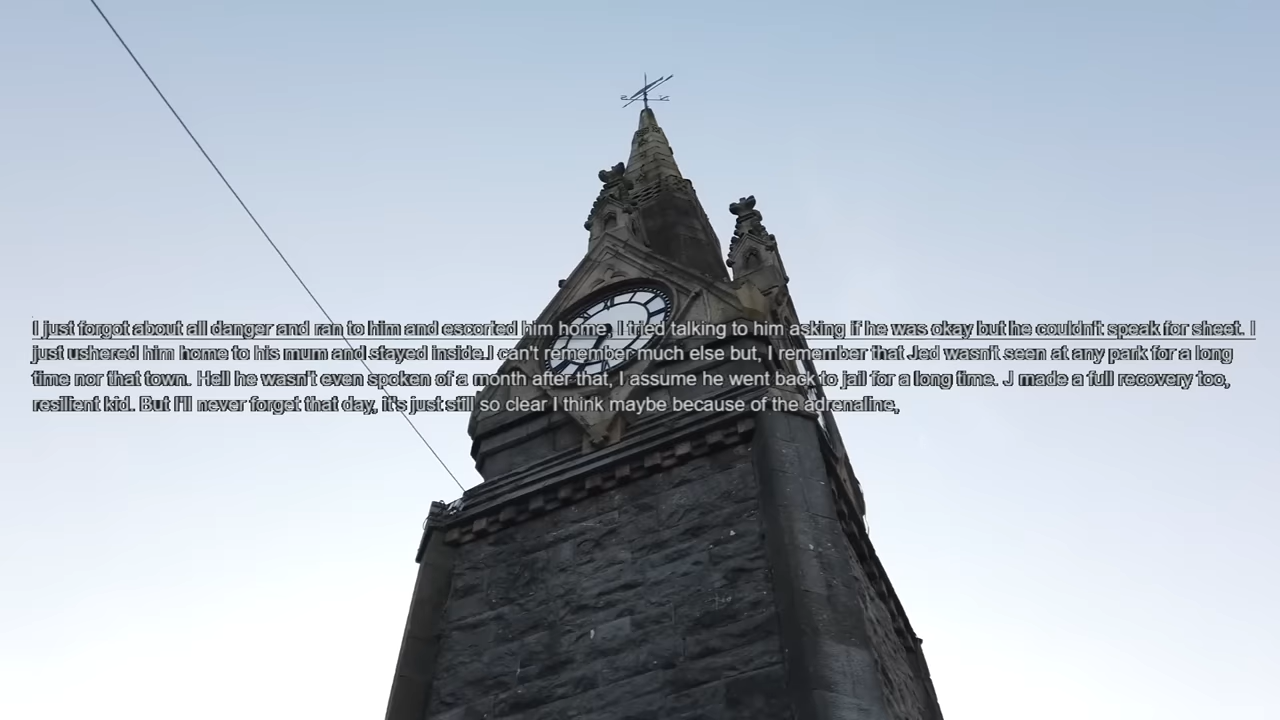 I just forgot about all danger and ran to him and escorted him home, I tried talking to him asking if he was okay but he couldn't speak for sheet. I
just ushered him home to his mum and stayed inside.I can't remember much else but, I remember that Jed wasn't seen at any park for a long
time nor that town. Hell he wasn't even spoken of a month after that, I assume he went back to jail for a long time. J made a full recovery too,
resilient kid. But I'll never forget that day, it's just still so clear I think maybe because of the adrenaline,